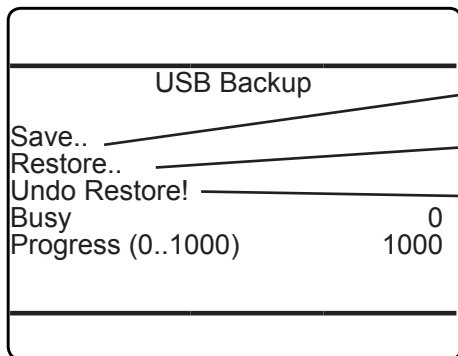 USB Backup
Save..
Restore..
Undo Restore!
Busy 0
Progress (0..1000) 1000